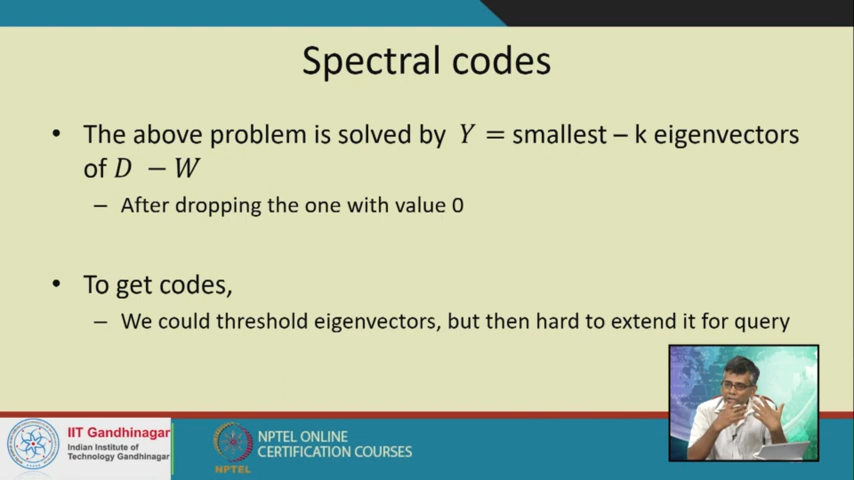 Spectral codes
• The above problem is solved by Y = smallest – k eigenvectors
of D − W
– After dropping the one with value 0
• To get codes,
– We could threshold eigenvectors, but then hard to extend it for query
IIT Gandhinagar
Indian Institute of
Technology Gandhinagar
NPTEL
NPTEL ONLINE
CERTIFICATION COURSES